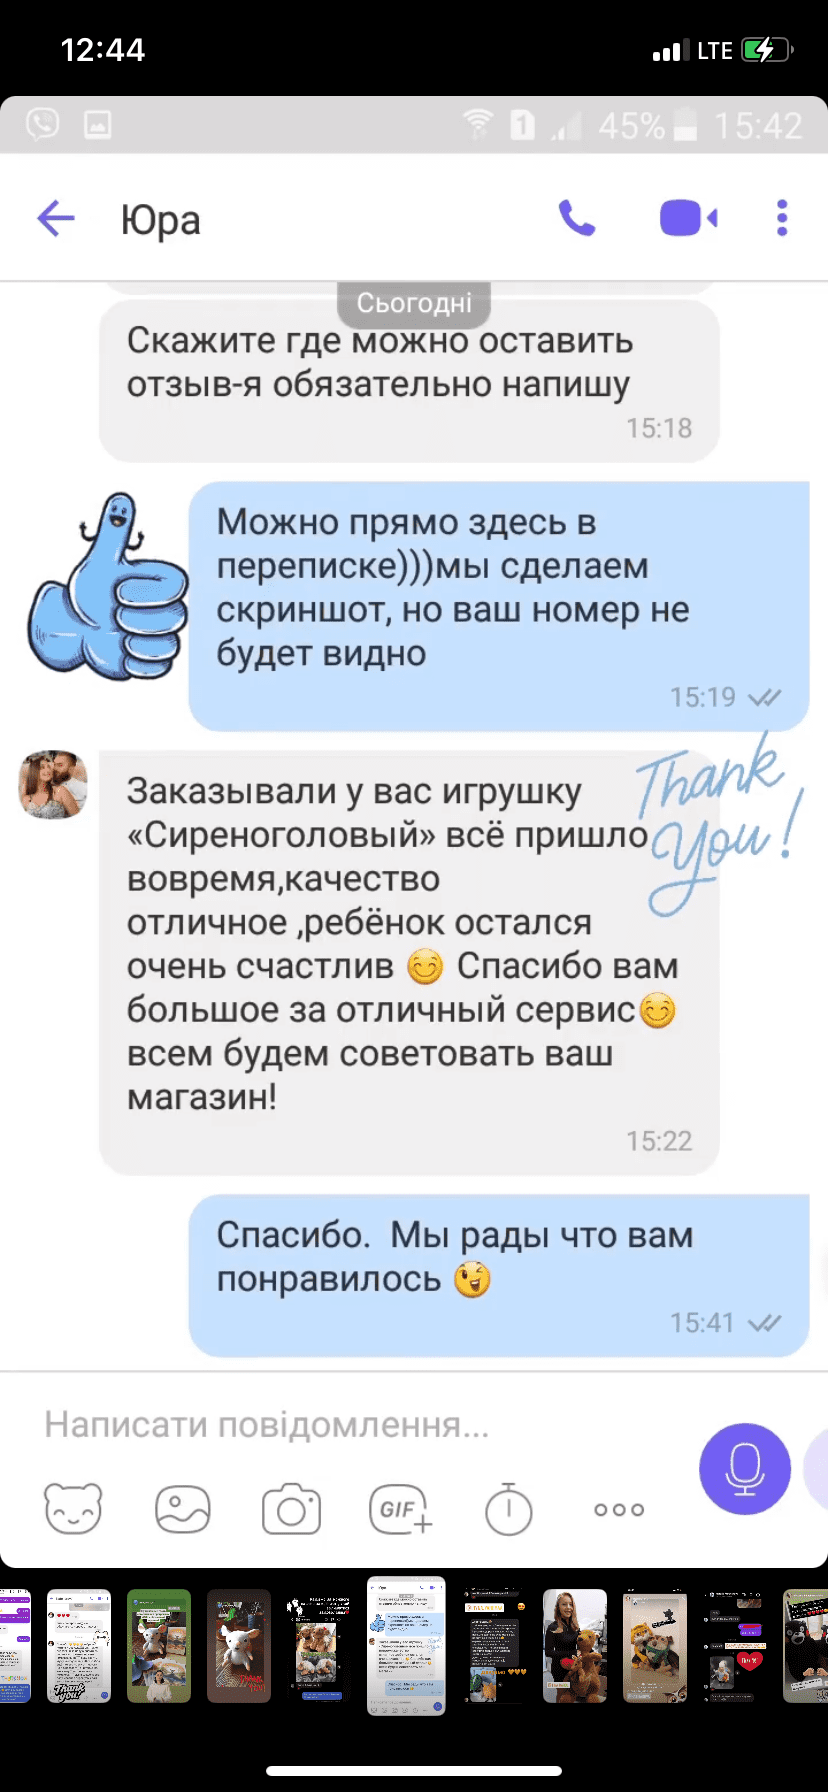 12:44
LTE
1
45%
15:42
Юра
Сьогодні
Скажите где можно оставить
отзыв-я обязательно напишу
15:18
Можно прямо здесь в
переписке)))мы сделаем
скриншот, но ваш номер не
будет видно
15:19
Thank
You!
Заказывали у вас игрушку
«Сиреноголовый» всё пришло
вовремя,качество
отличное ,ребёнок остался
очень счастлив 😊 Спасибо вам
большое за отличный сервис😊
всем будем советовать ваш
магазин!
15:22
Спасибо.  Мы рады что вам
понравилось 😉
15:41
Написати повідомлення...
GIF
Thank
you!